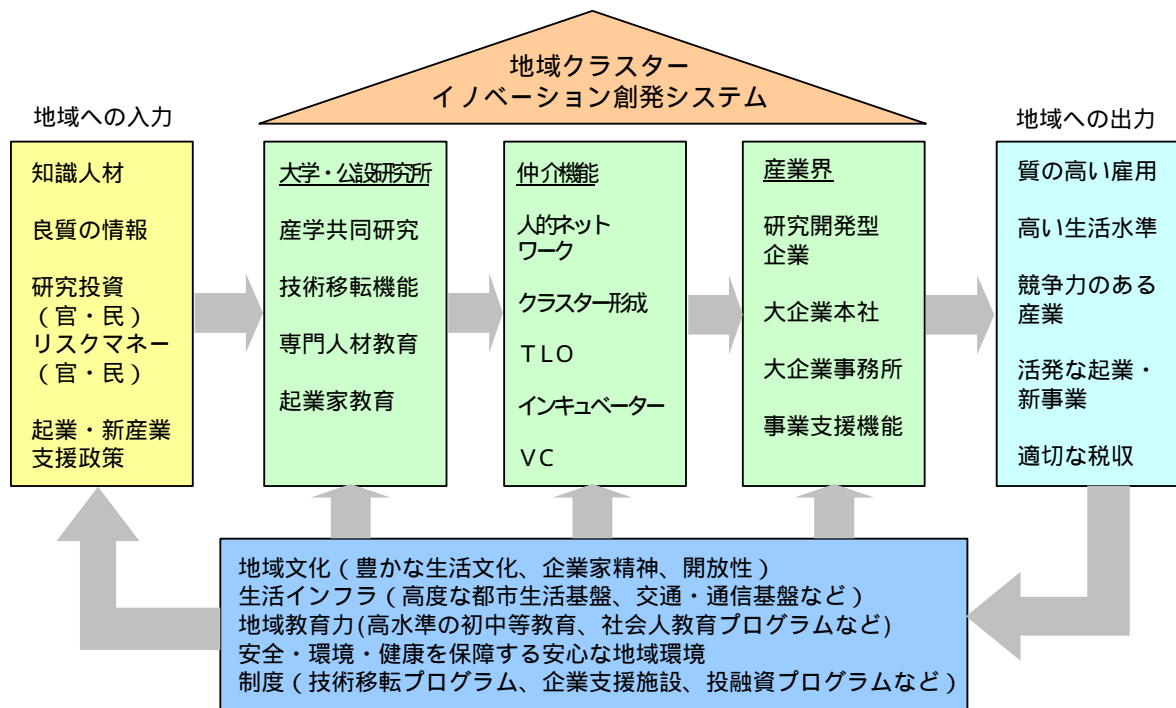 地域クラスター
イノベーション創発システム
地域への入力
知識人材
良質の情報
研究投資
(官・民)
リスクマネー
(官・民)
起業・新産業
支援政策
大学・公設研究所
産学共同研究
技術移転機能
専門人材教育
起業家教育
仲介機能
人的ネット
ワーク
クラスター形成
TLO
インキュベーター
VC
産業界
研究開発型
企業
大企業本社
大企業事務所
事業支援機能
地域への出力
質の高い雇用
高い生活水準
競争力のある
産業
活発な起業・
新事業
適切な税収
地域文化(豊かな生活文化、企業家精神、開放性)
生活インフラ(高度な都市生活基盤、交通・通信基盤など)
地域教育力(高水準の初中等教育、社会人教育プログラムなど)
安全・環境・健康を保障する安心な地域環境
制度(技術移転プログラム、企業支援施設、投融資プログラムなど)